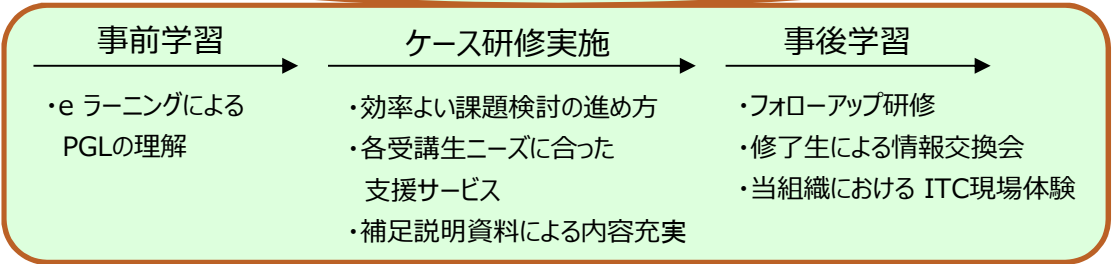 事前学習
・e ラーニングによる
PGLの理解
ケース研修実施
・効率よい課題検討の進め方
・各受講生ニーズに合った
支援サービス
・補足説明資料による内容充実
事後学習
・フォローアップ研修
・修了生による情報交換会
・当組織における ITC現場体験